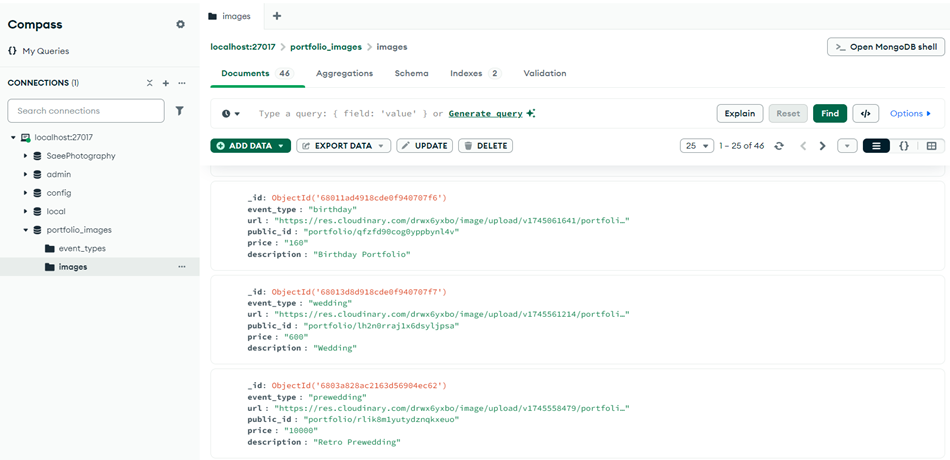 Compass
My Queries
CONNECTIONS (1)
Search connections
localhost:27017
SaeePhotography
admin
config
local
portfolio_images
event_types
images
images
localhost:27017 > portfolio_images > images
>_ Open MongoDB shell
Documents 46 Aggregations Schema Indexes 2 Validation
Type a query: { field: 'value' } or Generate query
Explain Reset Find </> Options
ADD DATA EXPORT DATA UPDATE DELETE
25 1 – 25 of 46 {}
_id: ObjectId('68011ad4918cde0f940707f6')
event_type : "birthday"
url : "https://res.cloudinary.com/drwx6yxbo/image/upload/v1745061641/portfoli…"
public_id : "portfolio/qfzfd90cog0yppbynl4v"
price : "160"
description : "Birthday Portfolio"
_id: ObjectId('68013d8d918cde0f940707f7')
event_type : "wedding"
url : "https://res.cloudinary.com/drwx6yxbo/image/upload/v1745561214/portfoli…"
public_id : "portfolio/lh2n0rraj1x6dsyljpsa"
price : "600"
description : "Wedding"
_id: ObjectId('6803a828ac2163d56904ec62')
event_type : "prewedding"
url : "https://res.cloudinary.com/drwx6yxbo/image/upload/v1745558479/portfoli…"
public_id : "portfolio/rlik8m1yutydznqkxeuo"
price : "10000"
description : "Retro Prewedding"